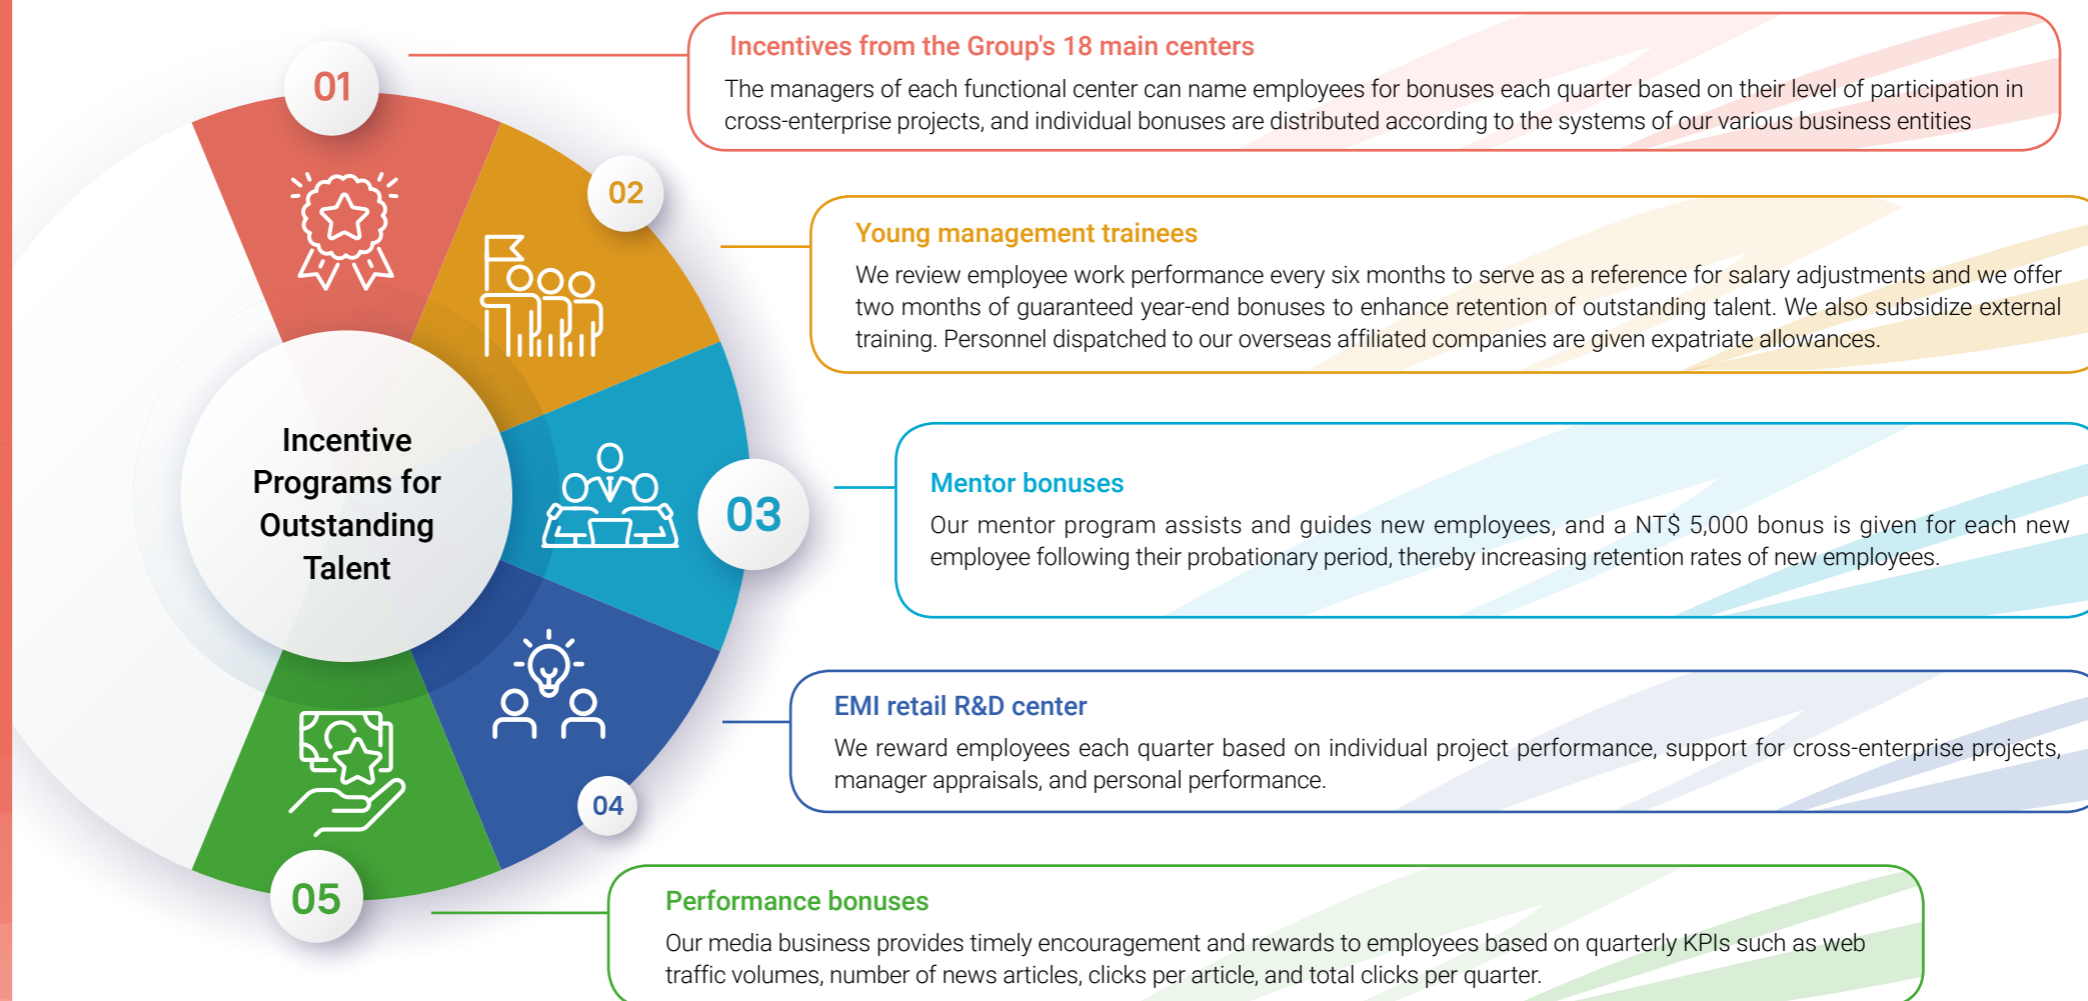 01
Incentives from the Group's 18 main centers
The managers of each functional center can name employees for bonuses each quarter based on their level of participation in
cross-enterprise projects, and individual bonuses are distributed according to the systems of our various business entities
02
Young management trainees
We review employee work performance every six months to serve as a reference for salary adjustments and we offer
two months of guaranteed year-end bonuses to enhance retention of outstanding talent. We also subsidize external
training. Personnel dispatched to our overseas affiliated companies are given expatriate allowances.
Incentive
Programs for
Outstanding
Talent
03
Mentor bonuses
Our mentor program assists and guides new employees, and a NT$ 5,000 bonus is given for each new
employee following their probationary period, thereby increasing retention rates of new employees.
04
EMI retail R&D center
We reward employees each quarter based on individual project performance, support for cross-enterprise projects,
manager appraisals, and personal performance.
05
Performance bonuses
Our media business provides timely encouragement and rewards to employees based on quarterly KPIs such as web
traffic volumes, number of news articles, clicks per article, and total clicks per quarter.